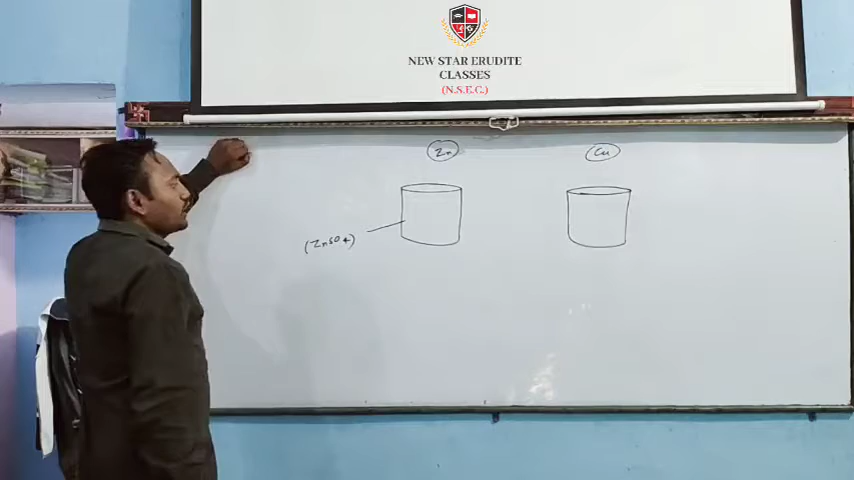 NEW STAR ERUDITE
CLASSES
(N.S.E.C.)
Zn
Cu
(ZnSO4)